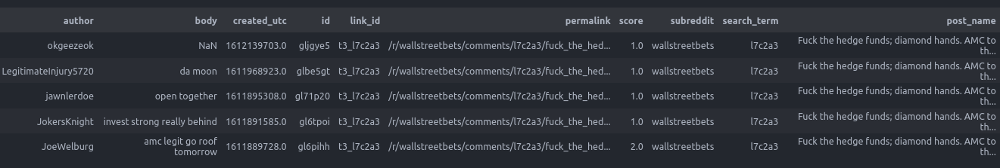 author body created_utc id link_id permalink score subreddit search_term post_name
okgeezeok NaN 1612139703.0 gljgye5 t3_l7c2a3 /r/wallstreetbets/comments/l7c2a3/fuck_the_hed... 1.0 wallstreetbets l7c2a3 Fuck the hedge funds; diamond hands. AMC to
th...
LegitimateInjury5720 da moon 1611968923.0 glbe5gt t3_l7c2a3 /r/wallstreetbets/comments/l7c2a3/fuck_the_hed... 1.0 wallstreetbets l7c2a3 Fuck the hedge funds; diamond hands. AMC to
th...
jawnlerdoe open together 1611895308.0 gl71p20 t3_l7c2a3 /r/wallstreetbets/comments/l7c2a3/fuck_the_hed... 1.0 wallstreetbets l7c2a3 Fuck the hedge funds; diamond hands. AMC to
th...
JokersKnight invest strong really behind 1611891585.0 gl6tpoi t3_l7c2a3 /r/wallstreetbets/comments/l7c2a3/fuck_the_hed... 1.0 wallstreetbets l7c2a3 Fuck the hedge funds; diamond hands. AMC to
th...
JoeWelburg amc legit go roof 1611889728.0 gl6pihh t3_l7c2a3 /r/wallstreetbets/comments/l7c2a3/fuck_the_hed... 2.0 wallstreetbets l7c2a3 Fuck the hedge funds; diamond hands. AMC to
tomorrow th...